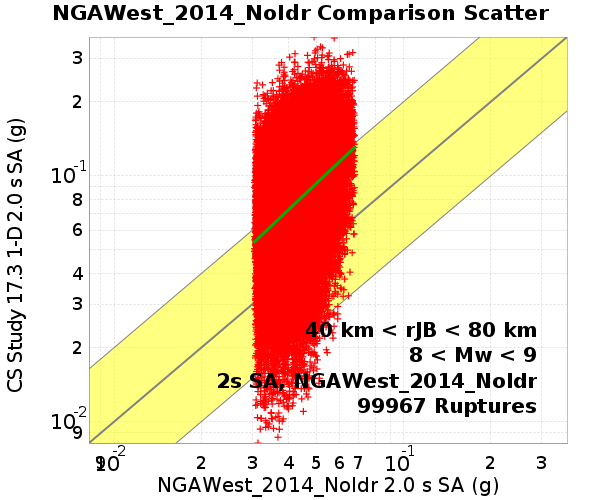 NGAWest_2014_NoIdr Comparison Scatter
CS Study 17.3 1-D 2.0 s SA (g)
3
2
10-1
8
6
4
3
2
10-2
9
40 km < rJB < 80 km
8 < Mw < 9
2s SA, NGAWest_2014_NoIdr
99967 Ruptures
9 10-2 2 3 4 5 6 7 10-1 2 3
NGAWest_2014_NoIdr 2.0 s SA (g)